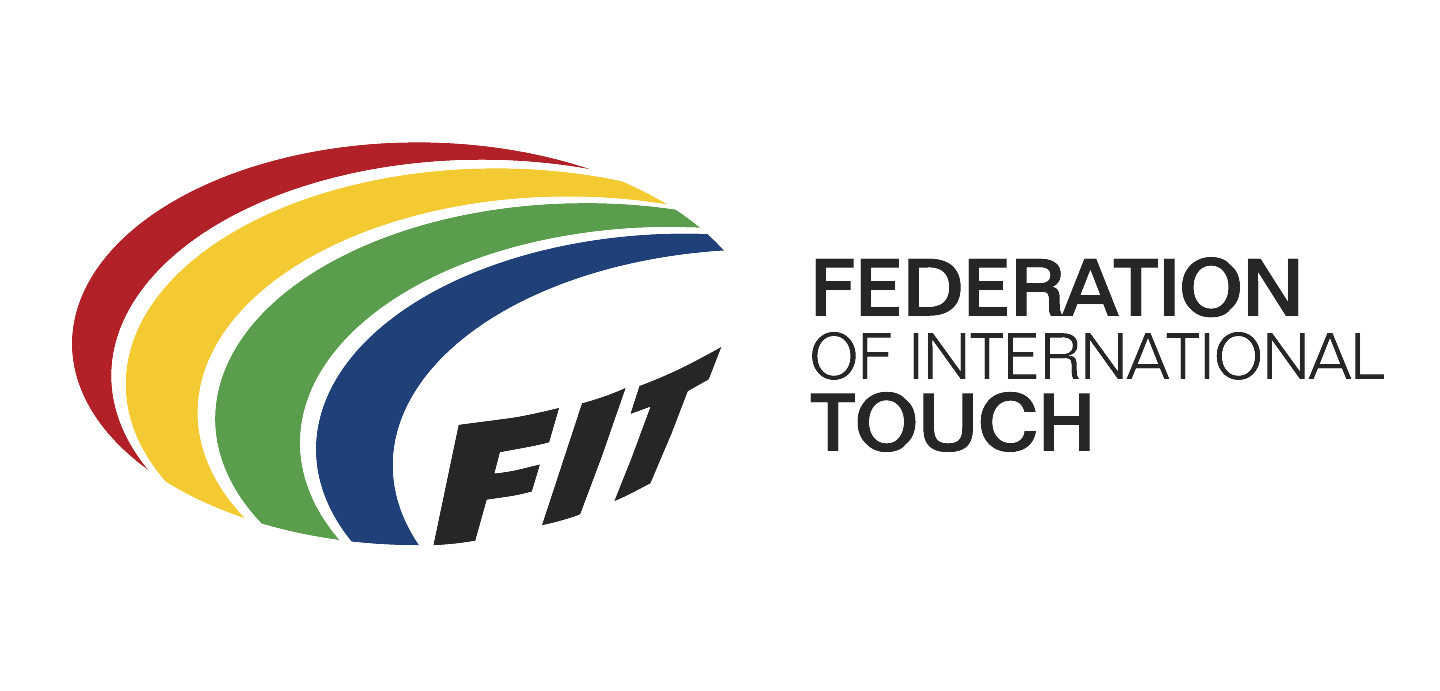 FIT
FEDERATION
OF INTERNATIONAL
TOUCH